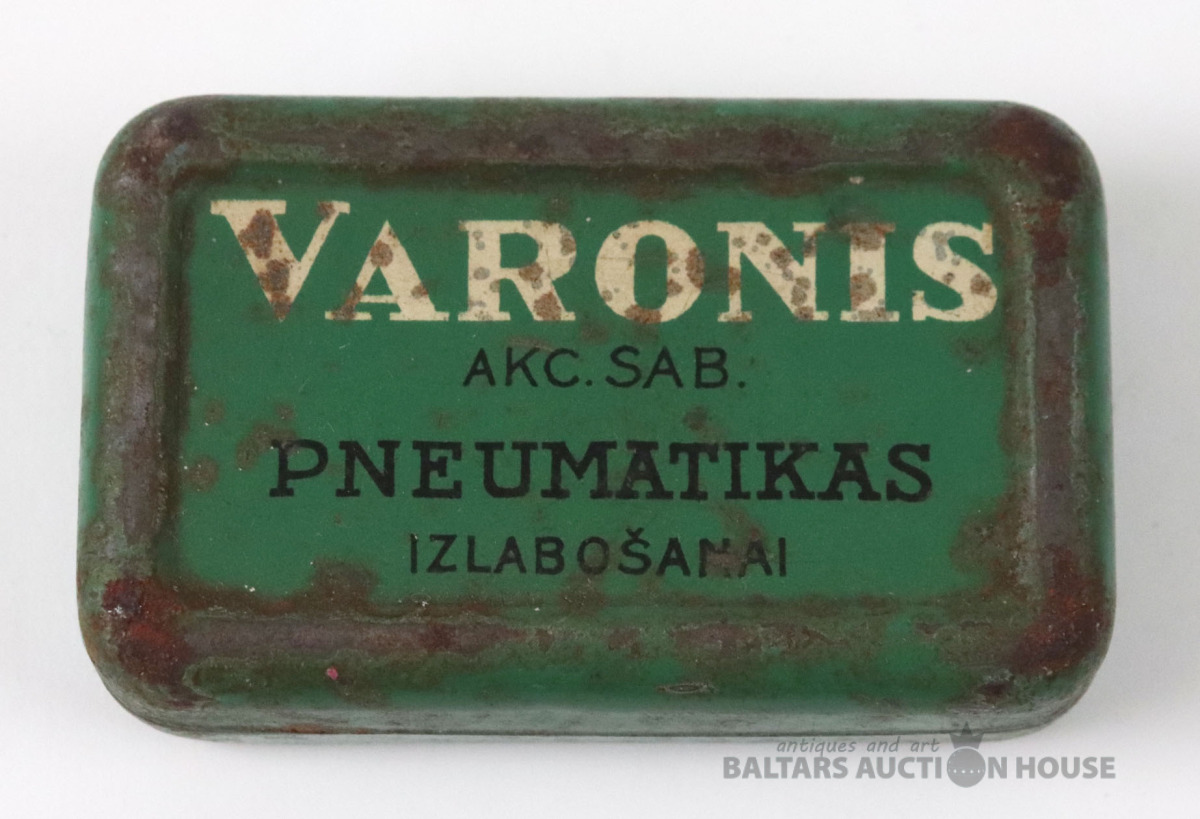 VARONIS
AKC. SAB.
PNEUMATIKAS
IZLABOŠANAI
antiques and art
BALTARS AUCTION HOUSE